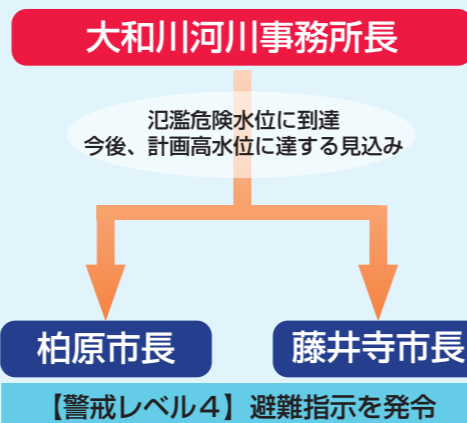 大和川河川事務所長
氾濫危険水位に到達
今後、計画高水位に達する見込み
柏原市長
藤井寺市長
【警戒レベル4】避難指示を発令